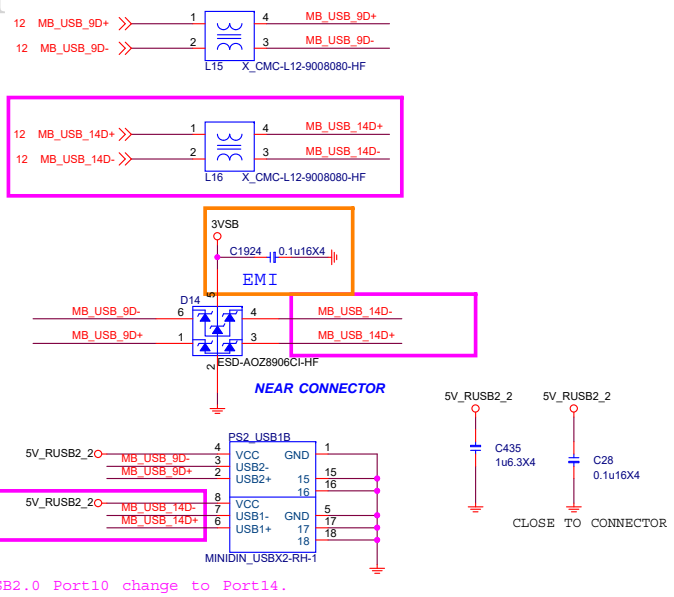 12 MB_USB_9D+ 1 4 MB_USB_9D+
12 MB_USB_9D- 2 3 MB_USB_9D-
L15 X_CMC-L12-9008080-HF
12 MB_USB_14D+ 1 4 MB_USB_14D+
12 MB_USB_14D- 2 3 MB_USB_14D-
L16 X_CMC-L12-9008080-HF
3VSB
C1924 0.1u16X4
EMI
D14 5
MB_USB_9D- 6 4 MB_USB_14D-
MB_USB_9D+ 1 3 MB_USB_14D+
2 ESD-AOZ8906CI-HF
NEAR CONNECTOR
5V_RUSB2_2 5V_RUSB2_2
C435 C28
1u6.3X4 0.1u16X4
CLOSE TO CONNECTOR
PS2_USB1B
5V_RUSB2_2 4 VCC GND 1
MB_USB_9D- 3 USB2-
MB_USB_9D+ 2 USB2+ 15 15
16 16
5V_RUSB2_2 8 VCC
MB_USB_14D- 7 USB1- GND 5
MB_USB_14D+ 6 USB1+ 17 17
18 18
MINIDIN_USBX2-RH-1
SB2.0 Port10 change to Port14.